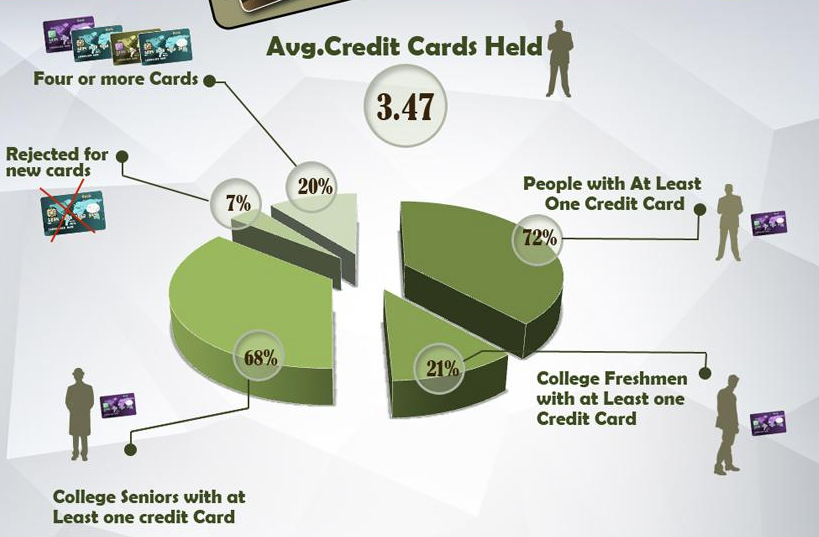 Avg.Credit Cards Held
3.47
Four or more Cards
20%
Rejected for
new cards
7%
People with At Least
One Credit Card
72%
68%
21%
College Freshmen
with at Least one
Credit Card
College Seniors with at
Least one credit Card